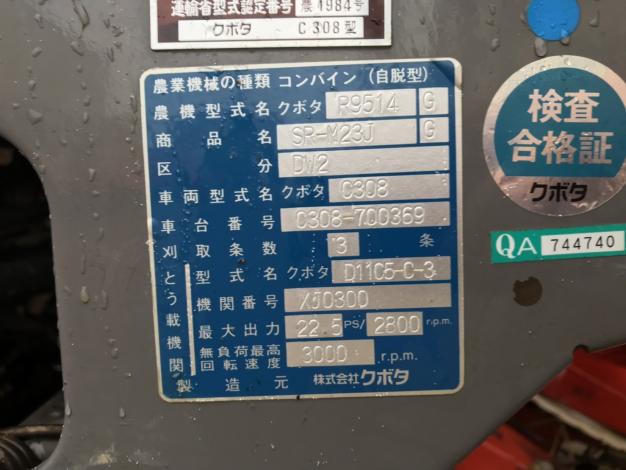 運輸省型式認定番号 農1984号
クボタ C308型
農業機械の種類 コンバイン (自脱型)
農機型式名 クボタ R9514 G
商品名 SR-M23J G
区分 DW2
車両型式名 クボタ C308
車台番号 C308-700369
刈取条数 3 条
とう載機関
型式名 クボタ D1105-C-3
機関番号 XJ0300
最大出力 22.5 PS/ 2800 r.p.m.
無負荷最高回転速度 3000 r.p.m.
製造元 株式会社クボタ
検査
合格証
クボタ
QA 744740